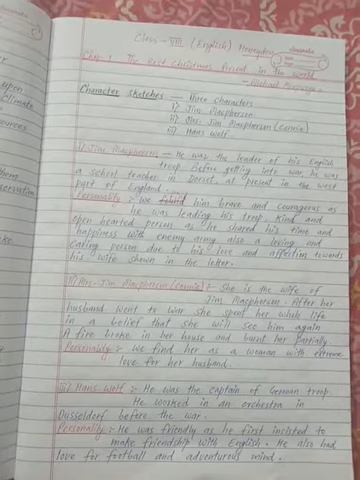 Class - VIII (English) Honeydew
classmate
Chap-1 The Best Christmas Present in the world
- Michael Morpurgo
Character sketches - Three characters
i) Jim Macpherson
ii) Mrs. Jim Macpherson (Connie)
iii) Hans Wolf.
I) Jim Macpherson - He was the leader of his English
troop. Before getting into war, he was
a school teacher in Dorset, at present in the west
part of England.
Personality :- We him brave and courageous as
he was leading his troop. Kind and
open hearted person as he shared his time and
happiness with enemy army also a loving and
caring person due to his love and affection towards
his wife shown in the letter.
II) Mrs. Jim Macpherson (Connie) :- She is the wife of
Jim Macpherson. After her
husband went to war she spent her whole life
in a belief that she will see him again
A fire broke in her house and burnt her partially.
Personality :- We find her as a woman with extreme
love for her husband.
III) Hans Wolf :- He was the captain of German troop.
He worked in an orchestra in
Dusseldorf before the war.
Personality :- He was friendly as he first incisted to
make friendship with English. He also had
love for football and adventurous mind.
upon
Climate
sources
them
servation